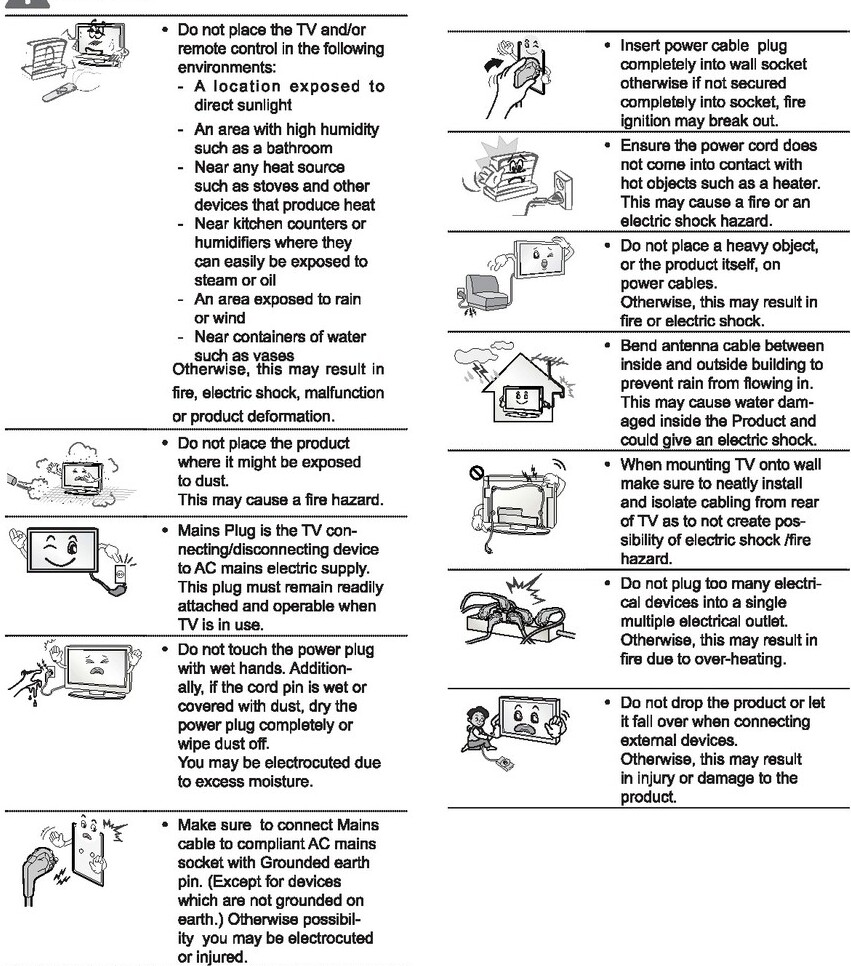 • Do not place the TV and/or
remote control in the following
environments:
- A location exposed to
direct sunlight
- An area with high humidity
such as a bathroom
- Near any heat source
such as stoves and other
devices that produce heat
- Near kitchen counters or
humidifiers where they
can easily be exposed to
steam or oil
- An area exposed to rain
or wind
- Near containers of water
such as vases
Otherwise, this may result in
fire, electric shock, malfunction
or product deformation.
• Do not place the product
where it might be exposed
to dust.
This may cause a fire hazard.
• Mains Plug is the TV con-
necting/disconnecting device
to AC mains electric supply.
This plug must remain readily
attached and operable when
TV is in use.
• Do not touch the power plug
with wet hands. Addition-
ally, if the cord pin is wet or
covered with dust, dry the
power plug completely or
wipe dust off.
You may be electrocuted due
to excess moisture.
• Make sure to connect Mains
cable to compliant AC mains
socket with Grounded earth
pin. (Except for devices
which are not grounded on
earth.) Otherwise possibil-
ity you may be electrocuted
or injured.
• Insert power cable plug
completely into wall socket
otherwise if not secured
completely into socket, fire
ignition may break out.
• Ensure the power cord does
not come into contact with
hot objects such as a heater.
This may cause a fire or an
electric shock hazard.
• Do not place a heavy object,
or the product itself, on
power cables.
Otherwise, this may result in
fire or electric shock.
• Bend antenna cable between
inside and outside building to
prevent rain from flowing in.
This may cause water dam-
aged inside the Product and
could give an electric shock.
• When mounting TV onto wall
make sure to neatly install
and isolate cabling from rear
of TV as to not create pos-
sibility of electric shock /fire
hazard.
• Do not plug too many electri-
cal devices into a single
multiple electrical outlet.
Otherwise, this may result in
fire due to over-heating.
• Do not drop the product or let
it fall over when connecting
external devices.
Otherwise, this may result
in injury or damage to the
product.